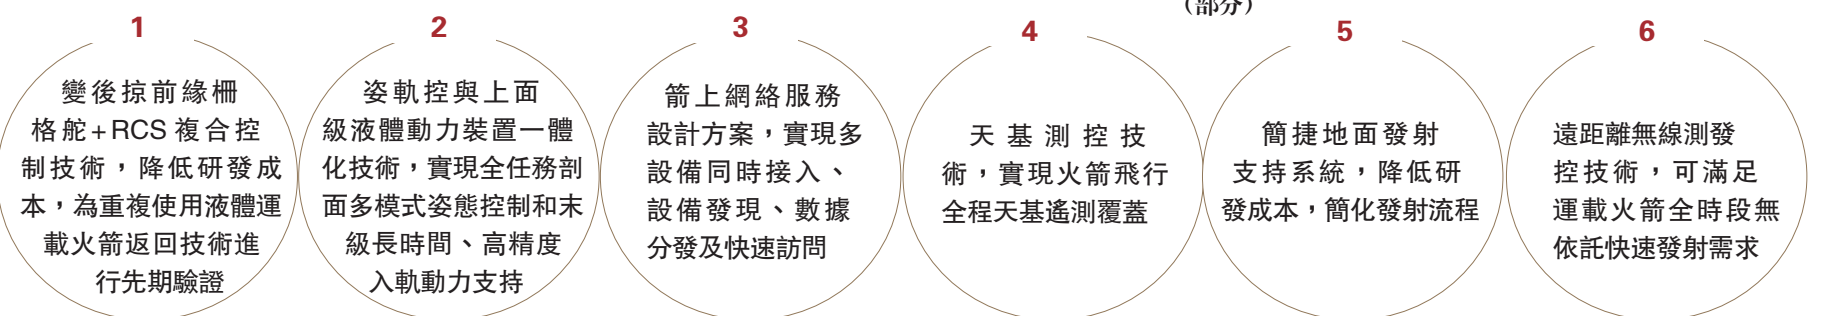 （部分）
1
變後掠前緣柵
格舵+RCS 複合控
制技術，降低研發成
本，為重複使用液體運
載火箭返回技術進
行先期驗證
2
姿軌控與上面
級液體動力裝置一體
化技術，實現全任務剖
面多模式姿態控制和末
級長時間、高精度
入軌動力支持
3
箭上網絡服務
設計方案，實現多
設備同時接入、
設備發現、數據
分發及快速訪問
4
天基測控技
術，實現火箭飛行
全程天基遙測覆蓋
5
簡捷地面發射
支持系統，降低研
發成本，簡化發射流程
6
遠距離無線測發
控技術，可滿足
運載火箭全時段無
依託快速發射需求